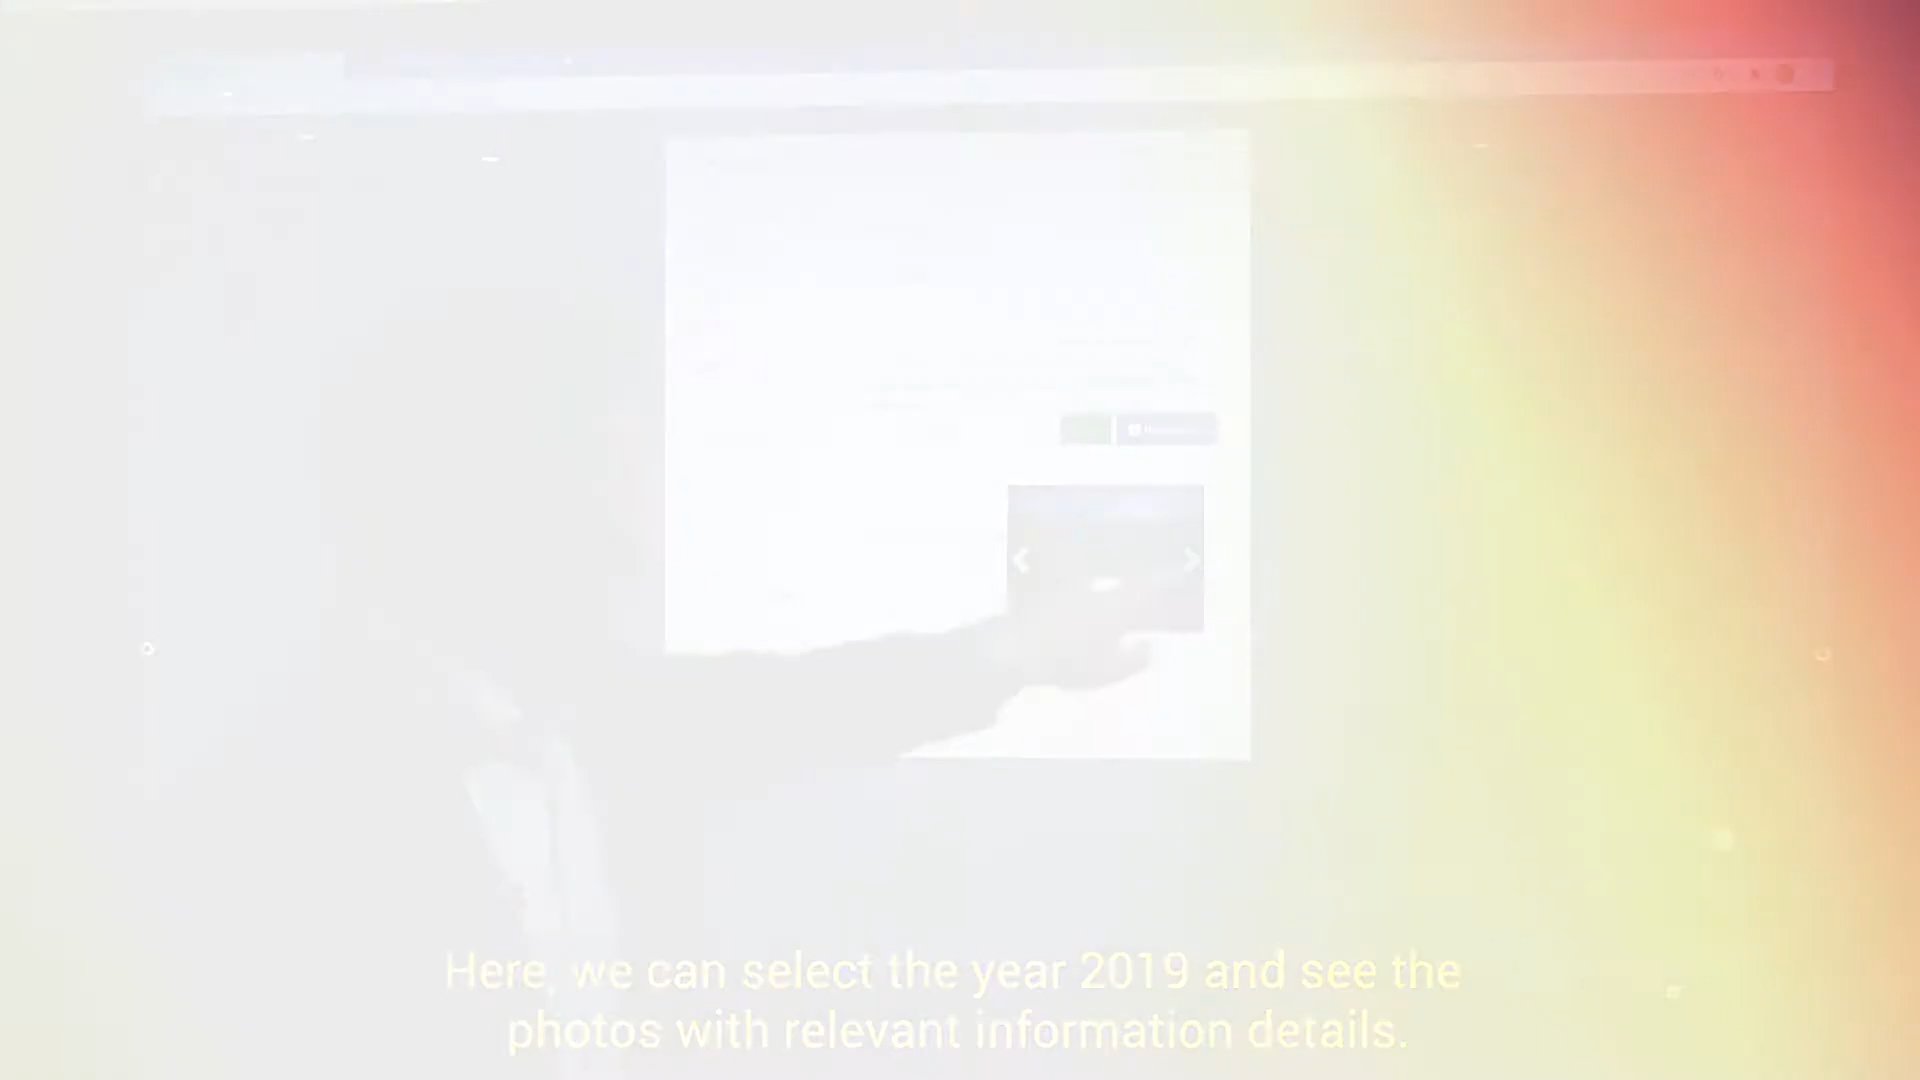 Here, we can select the year 2019 and see the
photos with relevant information details.